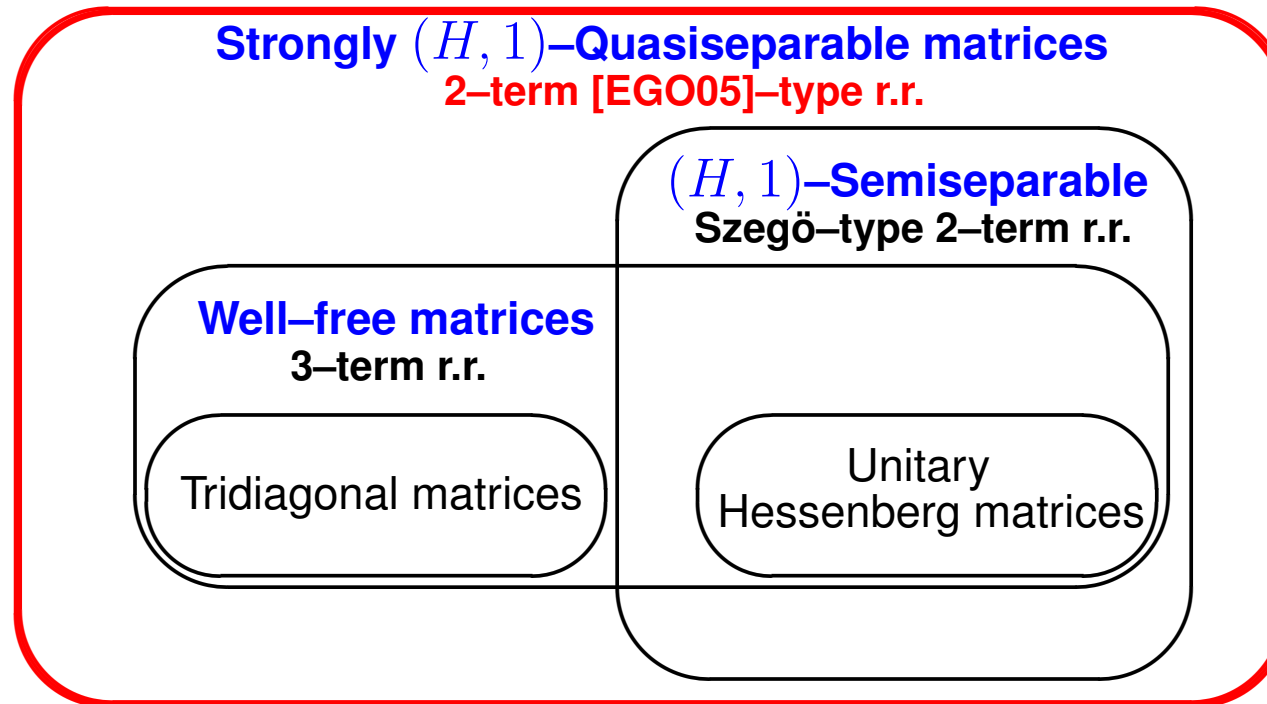 Strongly (H, 1)–Quasiseparable matrices
2–term [EGO05]–type r.r.
(H, 1)–Semiseparable
Szegö–type 2–term r.r.
Well–free matrices
3–term r.r.
Tridiagonal matrices
Unitary
Hessenberg matrices